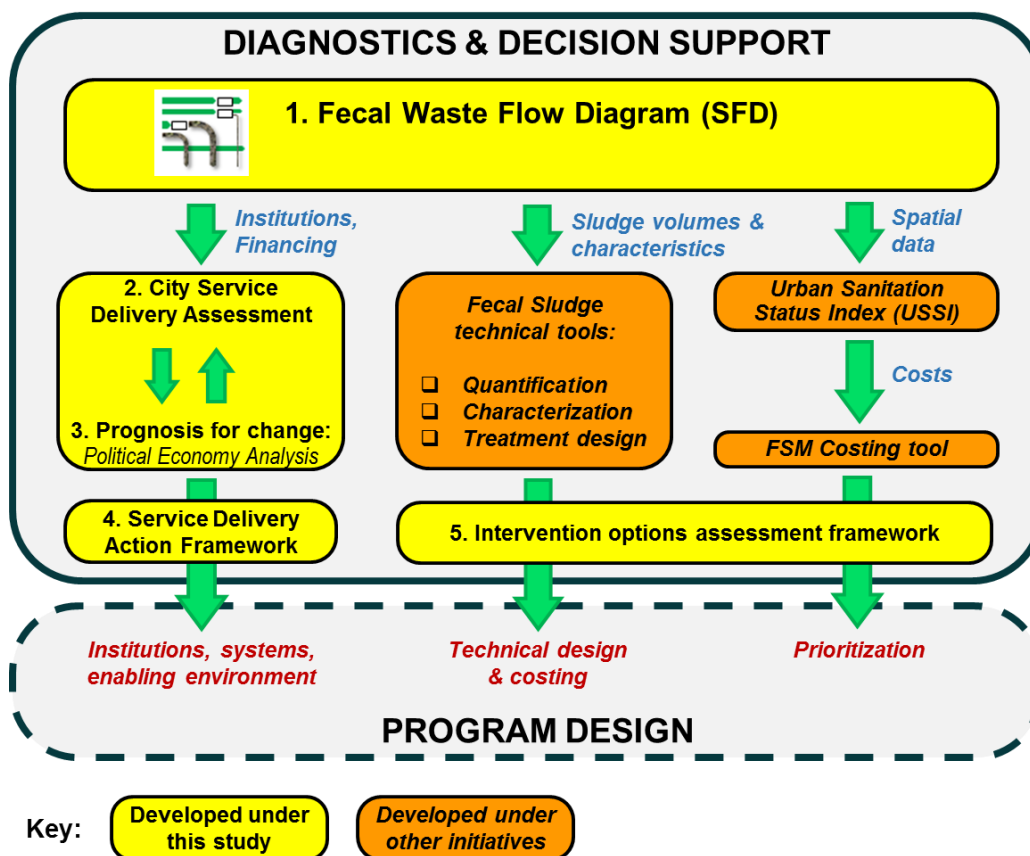 DIAGNOSTICS & DECISION SUPPORT
1. Fecal Waste Flow Diagram (SFD)
Institutions,
Financing
Sludge volumes &
characteristics
Spatial
data
2. City Service
Delivery Assessment
3. Prognosis for change:
Political Economy Analysis
Fecal Sludge
technical tools:
❑ Quantification
❑ Characterization
❑ Treatment design
Urban Sanitation
Status Index (USSI)
Costs
FSM Costing tool
4. Service Delivery
Action Framework
5. Intervention options assessment framework
Institutions, systems,
enabling environment
Technical design
& costing
Prioritization
PROGRAM DESIGN
Key:
Developed under
this study
Developed under
other initiatives